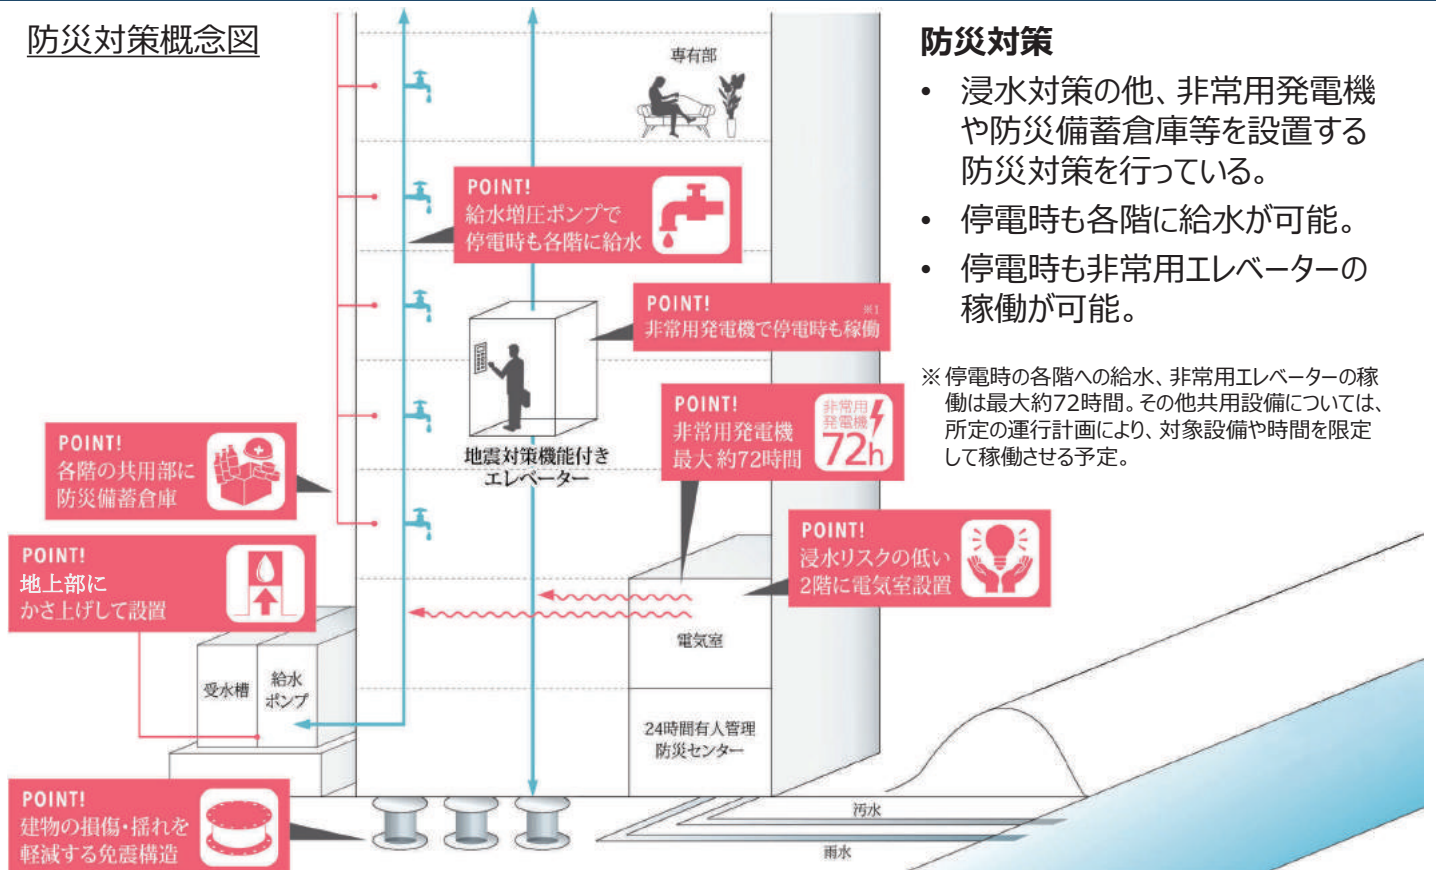 防災対策概念図
専有部
POINT!
給水増圧ポンプで
停電時も各階に給水
POINT!
※1
非常用発電機で停電時も稼働
地震対策機能付き
エレベーター
POINT!
非常用発電機
最大 約72時間
非常用
発電機
72h
POINT!
各階の共用部に
防災備蓄倉庫
POINT!
地上部に
かさ上げして設置
POINT!
浸水リスクの低い
2階に電気室設置
電気室
受水槽
給水
ポンプ
24時間有人管理
防災センター
POINT!
建物の損傷・揺れを
軽減する免震構造
汚水
雨水
防災対策
• 浸水対策の他、非常用発電機
や防災備蓄倉庫等を設置する
防災対策を行っている。
• 停電時も各階に給水が可能。
• 停電時も非常用エレベーターの
稼働が可能。
※ 停電時の各階への給水、非常用エレベーターの稼
働は最大約72時間。その他共用設備については、
所定の運行計画により、対象設備や時間を限定
して稼働させる予定。